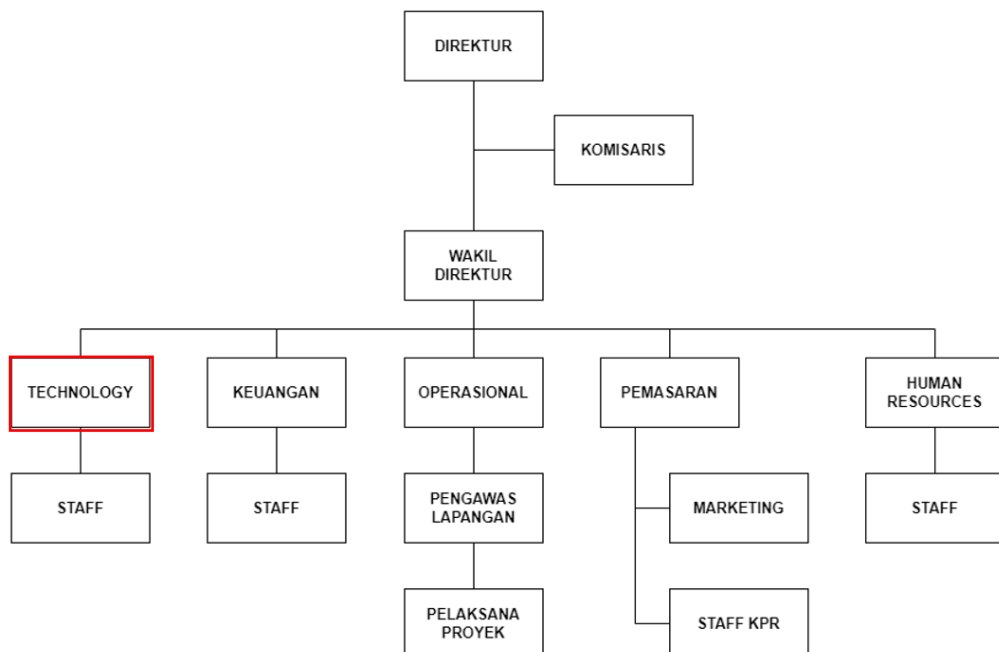 DIREKTUR
KOMISARIS
WAKIL
DIREKTUR
TECHNOLOGY
KEUANGAN
OPERASIONAL
PEMASARAN
HUMAN
RESOURCES
STAFF
STAFF
PENGAWAS
LAPANGAN
MARKETING
STAFF
PELAKSANA
PROYEK
STAFF KPR